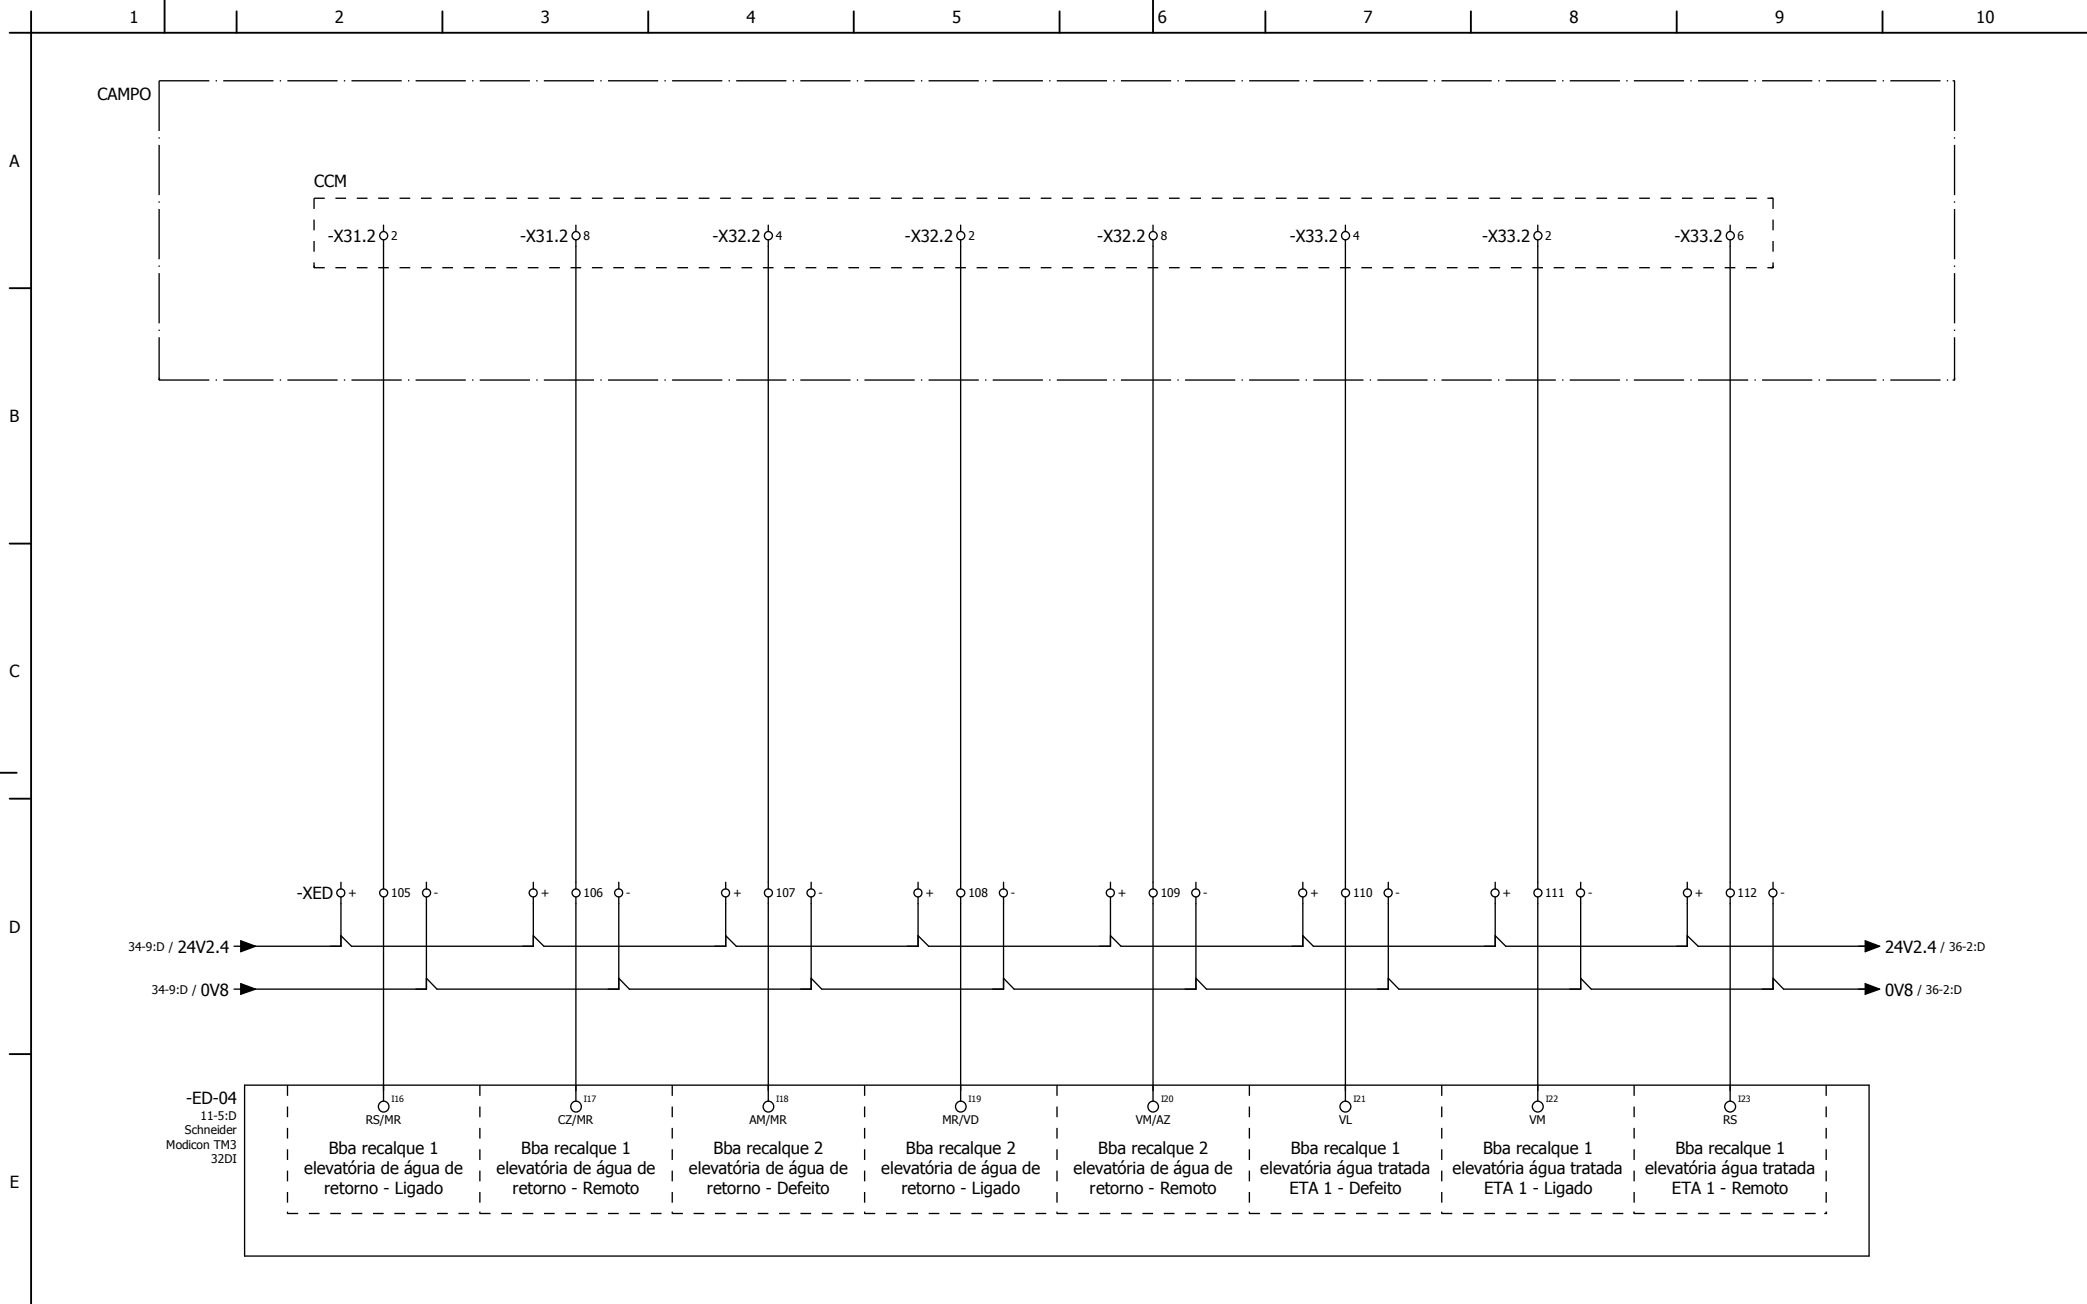 1 2 3 4 5 6 7 8 9 10
CAMPO
A
CCM
-X31.2 2 -X31.2 8 -X32.2 4 -X32.2 2 -X32.2 8 -X33.2 4 -X33.2 2 -X33.2 6
B
C
-XED + 105 - + 106 - + 107 - + 108 - + 109 - + 110 - + 111 - + 112 -
D
34-9:D / 24V2.4 24V2.4 / 36-2:D
34-9:D / 0V8 0V8 / 36-2:D
-ED-04
11-5:D
Schneider
Modicon TM3
32DI
E
I16
RS/MR
Bba recalque 1
elevatória de água de
retorno - Ligado
I17
CZ/MR
Bba recalque 1
elevatória de água de
retorno - Remoto
I18
AM/MR
Bba recalque 2
elevatória de água de
retorno - Defeito
I19
MR/VD
Bba recalque 2
elevatória de água de
retorno - Ligado
I20
VM/AZ
Bba recalque 2
elevatória de água de
retorno - Remoto
I21
VL
Bba recalque 1
elevatória água tratada
ETA 1 - Defeito
I22
VM
Bba recalque 1
elevatória água tratada
ETA 1 - Ligado
I23
RS
Bba recalque 1
elevatória água tratada
ETA 1 - Remoto